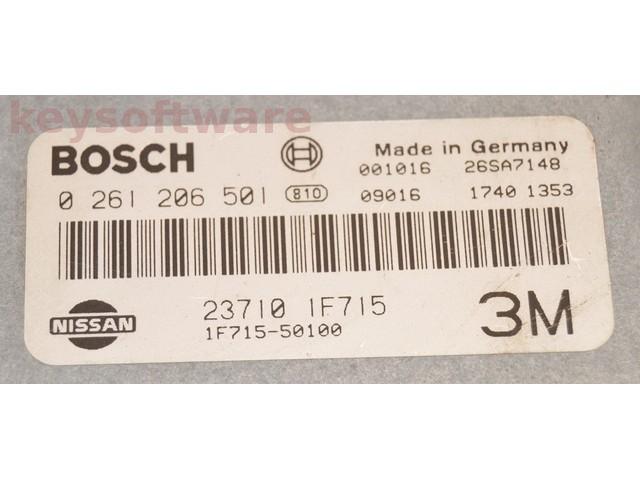 keysoftware
BOSCH
Made in Germany
001016 26SA7148
0 261 206 501 810 09016 1740 1353
NISSAN
23710 1F715
1F715-50100
3M